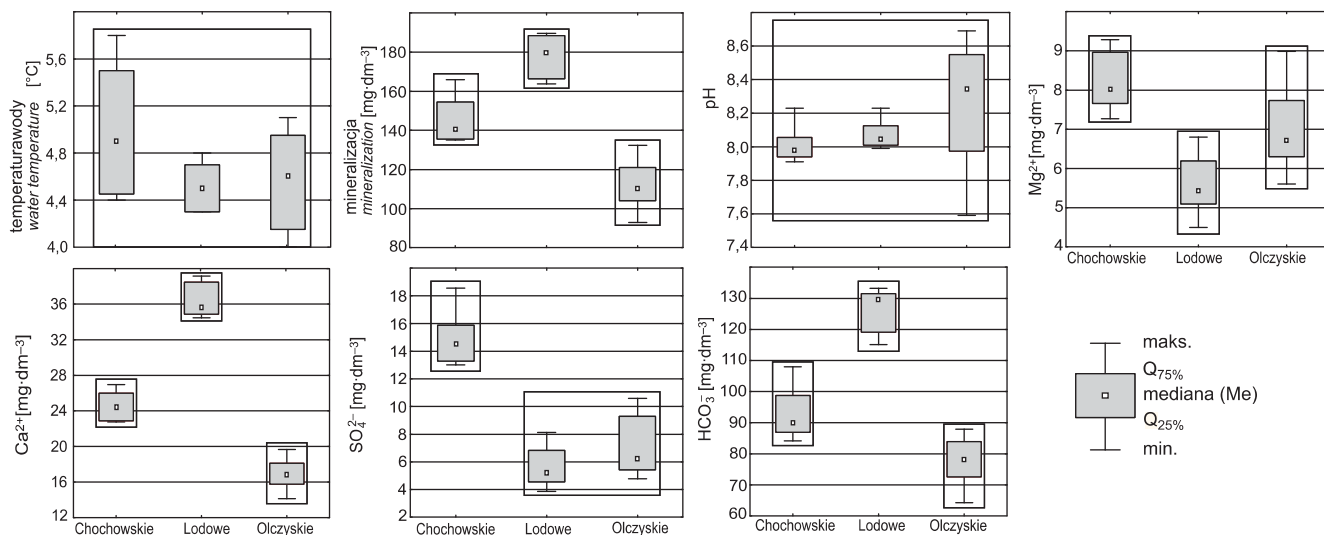 temperaturawody
water temperature
[°C]
5,6
5,2
4,8
4,4
4,0
mineralizacja
mineralization [mg·dm–3]
180
160
140
120
100
80
pH
8,6
8,4
8,2
8,0
7,8
7,6
7,4
Mg2+[mg·dm–3]
9
8
7
6
5
4
Chochowskie Lodowe Olczyskie
Ca2+[mg·dm–3]
36
32
28
24
20
16
12
Chochowskie Lodowe Olczyskie
SO42– [mg·dm–3]
18
16
14
12
10
8
6
4
2
Chochowskie Lodowe Olczyskie
HCO3– [mg·dm–3]
130
120
110
100
90
80
70
60
Chochowskie Lodowe Olczyskie
maks.
Q75%
mediana (Me)
Q25%
min.